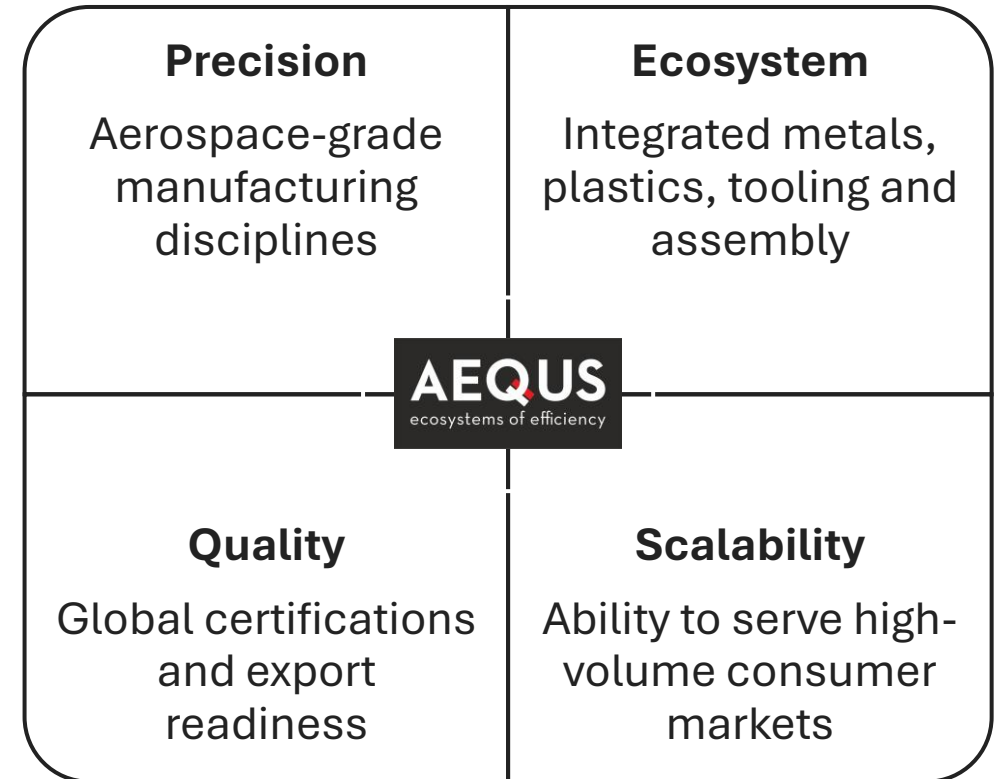 Precision
Aerospace-grade
manufacturing
disciplines
Ecosystem
Integrated metals,
plastics, tooling and
assembly
AEQUS
ecosystems of efficiency
Quality
Global certifications
and export
readiness
Scalability
Ability to serve high-
volume consumer
markets